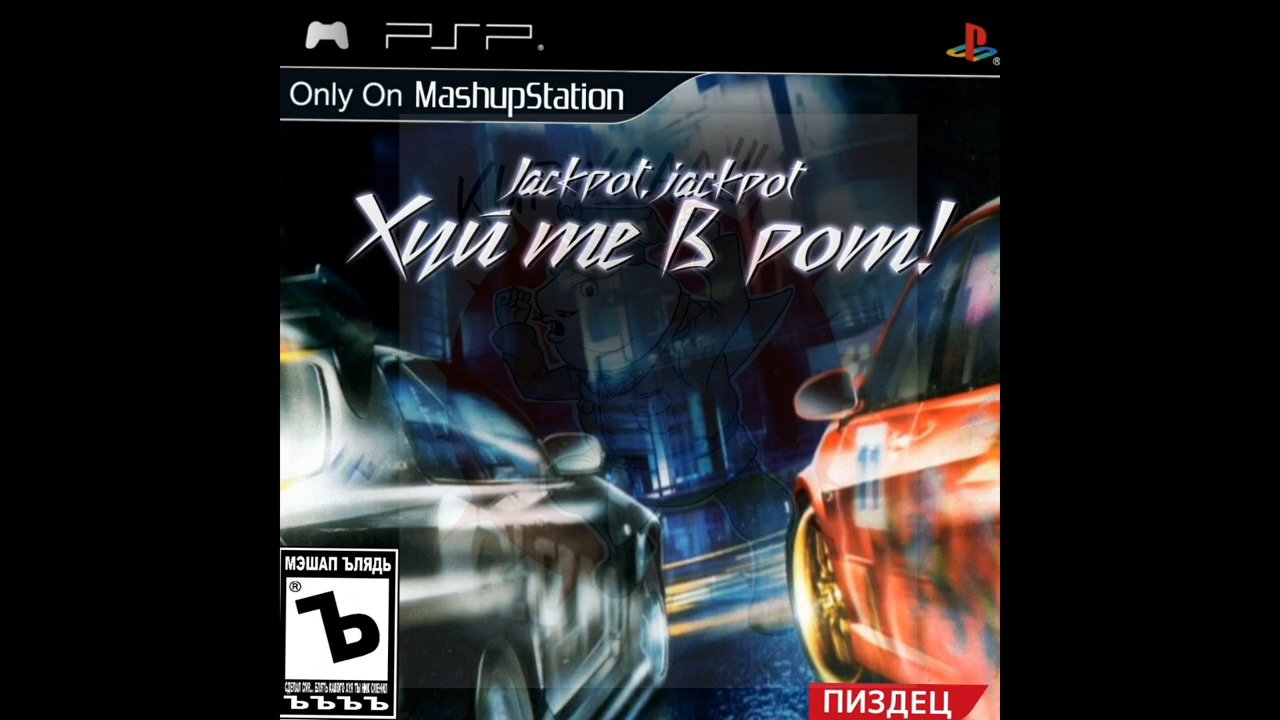 PSP®
Only On MashupStation
Jackpot, jackpot
Хуй те в рот!
МЭШАП ЪЛЯДЬ
®
Ъ
ЪЪЪЪ
ПИЗДЕЦ